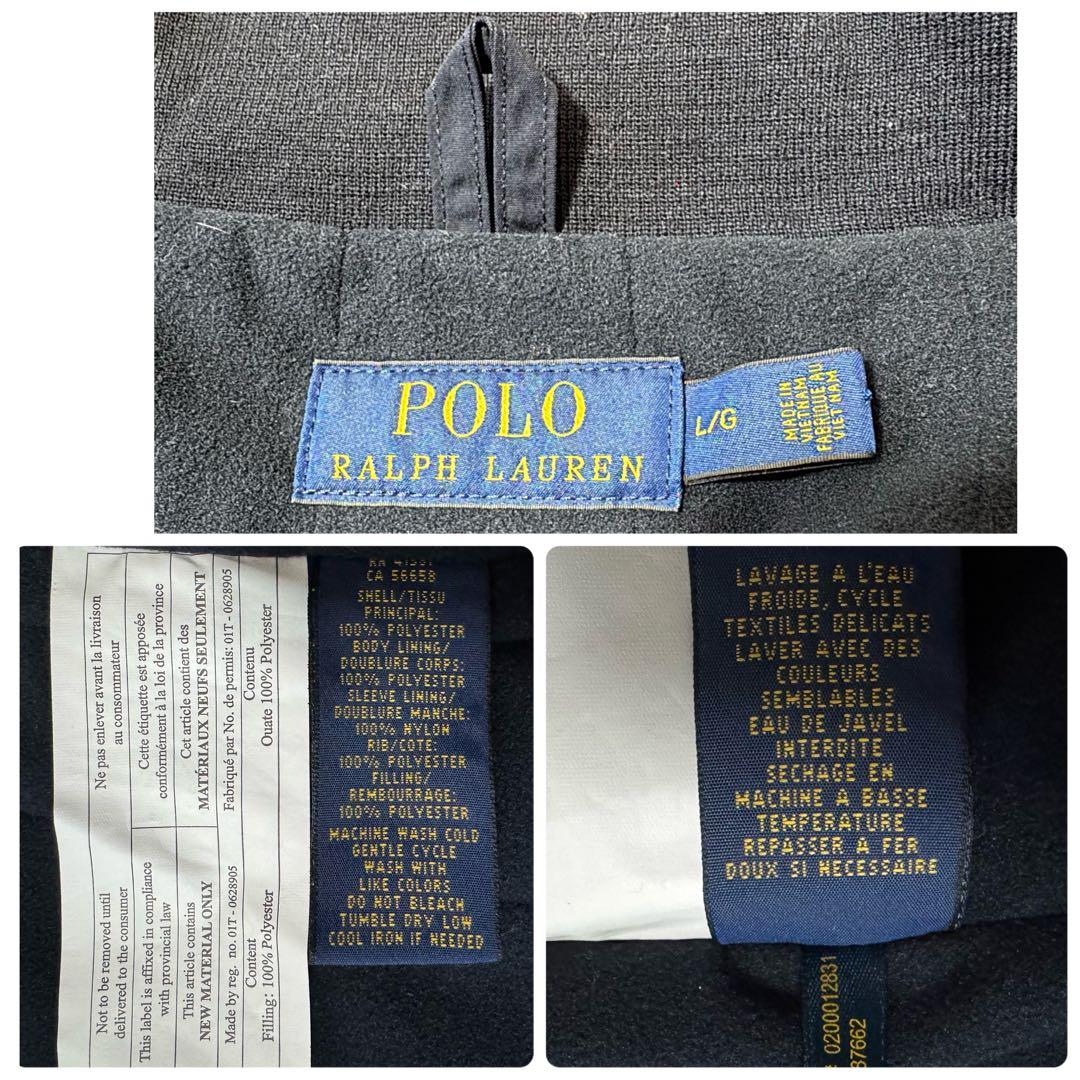 POLO
RALPH LAUREN
L/G
MADE IN
VIETNAM
FABRIQUE AU
VIET NAM
Ne pas enlever avant la livraison
au consommateur
Cette étiquette est apposée
conformément à la loi de la province
Cet article contient des
MATÉRIAUX NEUFS SEULEMENT
Fabriqué par No. de permis: 01T - 0628905
Contenu
Ouate 100% Polyester
Not to be removed until
delivered to the consumer
This label is affixed in compliance
with provincial law
This article contains
NEW MATERIAL ONLY
Made by reg. no. 01T - 0628905
Content
Filling: 100% Polyester
CA 56658
SHELL/TISSU
PRINCIPAL:
100% POLYESTER
BODY LINING/
DOUBLURE CORPS:
100% POLYESTER
SLEEVE LINING/
DOUBLURE MANCHE:
100% NYLON
RIB/COTE:
100% POLYESTER
FILLING/
REMBOURRAGE:
100% POLYESTER
MACHINE WASH COLD
GENTLE CYCLE
WASH WITH
LIKE COLORS
DO NOT BLEACH
TUMBLE DRY LOW
COOL IRON IF NEEDED
LAVAGE A L'EAU
FROIDE, CYCLE
TEXTILES DELICATS
LAVER AVEC DES
COULEURS
SEMBLABLES
EAU DE JAVEL
INTERDITE
SECHAGE EN
MACHINE A BASSE
TEMPERATURE
REPASSER A FER
DOUX SI NECESSAIRE
0200012831
37662